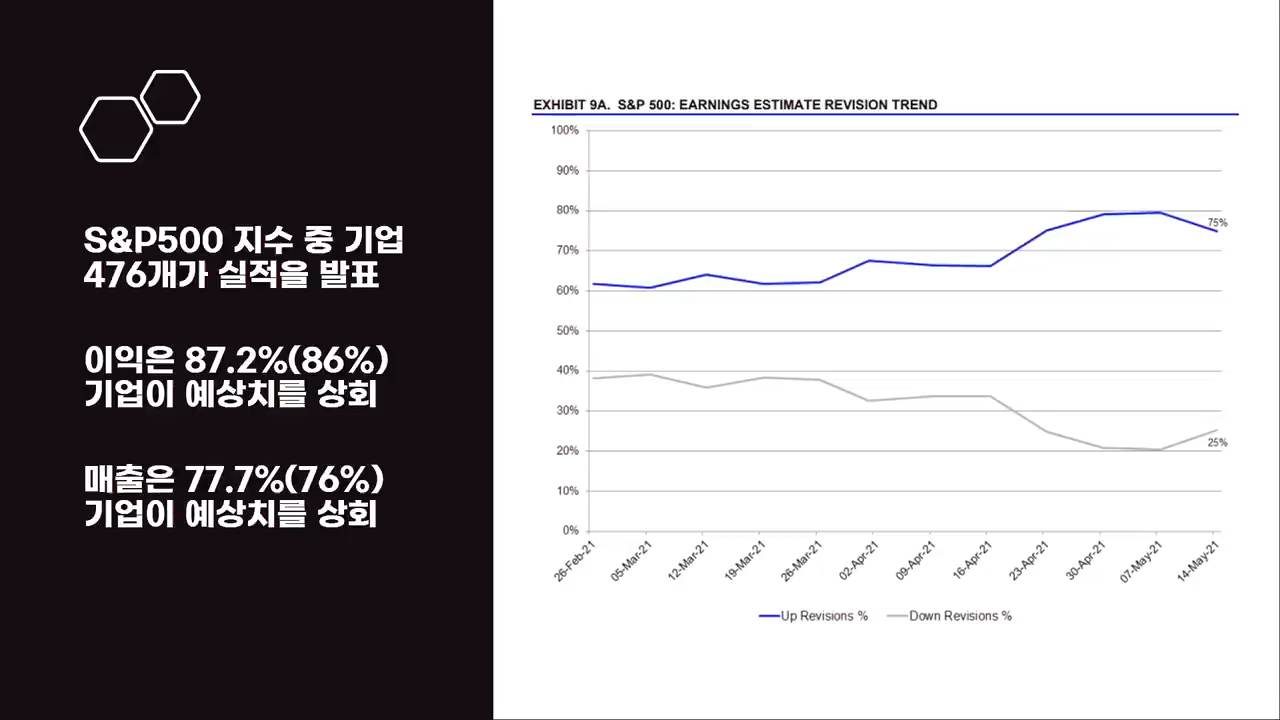 S&P500 지수 중 기업
476개가 실적을 발표
이익은 87.2%(86%)
기업이 예상치를 상회
매출은 77.7%(76%)
기업이 예상치를 상회
EXHIBIT 9A. S&P 500: EARNINGS ESTIMATE REVISION TREND
100%
90%
80%
70%
60%
50%
40%
30%
20%
10%
0%
75%
25%
26-Feb-21
05-Mar-21
12-Mar-21
19-Mar-21
26-Mar-21
02-Apr-21
09-Apr-21
16-Apr-21
23-Apr-21
30-Apr-21
07-May-21
14-May-21
Up Revisions %
Down Revisions %